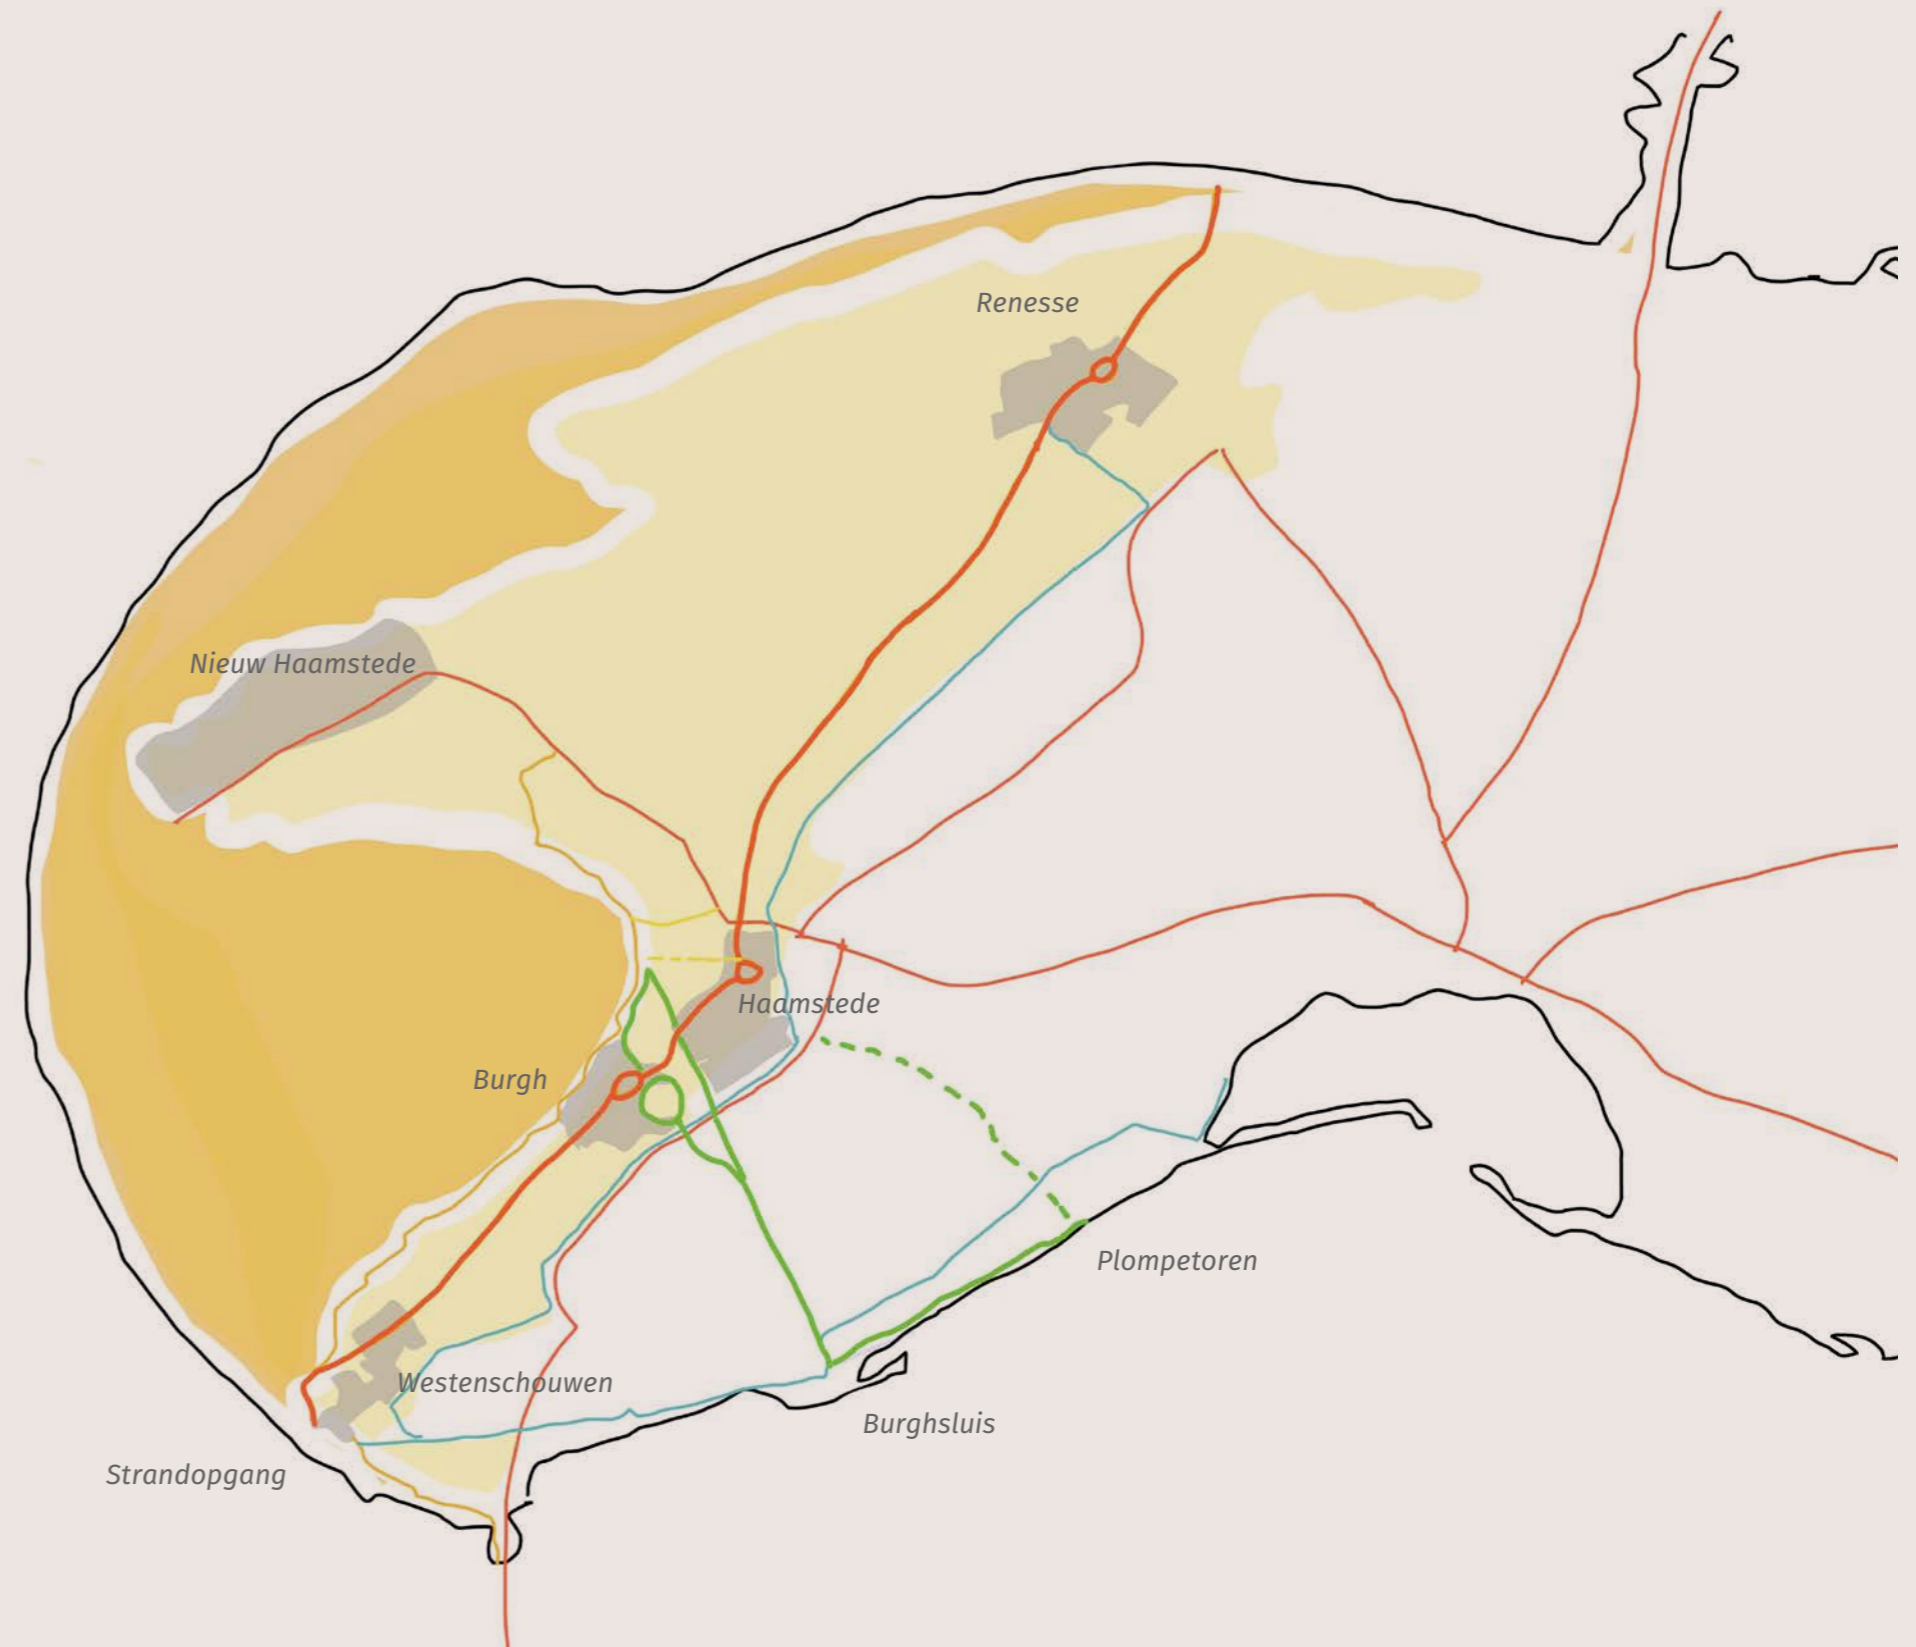 Renesse
Nieuw Haamstede
Haamstede
Burgh
Plompetoren
Westenschouwen
Burghsluis
Strandopgang